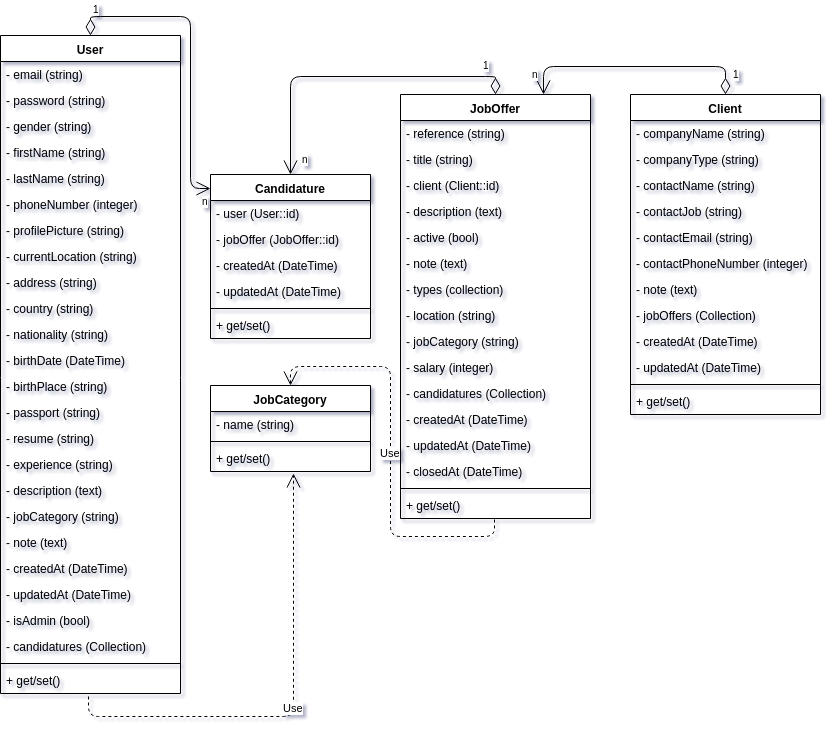 1
User
- email (string)
- password (string)
- gender (string)
- firstName (string)
- lastName (string)
- phoneNumber (integer)
- profilePicture (string)
- currentLocation (string)
- address (string)
- country (string)
- nationality (string)
- birthDate (DateTime)
- birthPlace (string)
- passport (string)
- resume (string)
- experience (string)
- description (text)
- jobCategory (string)
- note (text)
- createdAt (DateTime)
- updatedAt (DateTime)
- isAdmin (bool)
- candidatures (Collection)
+ get/set()
n
n
Candidature
- user (User::id)
- jobOffer (JobOffer::id)
- createdAt (DateTime)
- updatedAt (DateTime)
+ get/set()
JobCategory
- name (string)
+ get/set()
Use
Use
1
n
JobOffer
- reference (string)
- title (string)
- client (Client::id)
- description (text)
- active (bool)
- note (text)
- types (collection)
- location (string)
- jobCategory (string)
- salary (integer)
- candidatures (Collection)
- createdAt (DateTime)
- updatedAt (DateTime)
- closedAt (DateTime)
+ get/set()
1
Client
- companyName (string)
- companyType (string)
- contactName (string)
- contactJob (string)
- contactEmail (string)
- contactPhoneNumber (integer)
- note (text)
- jobOffers (Collection)
- createdAt (DateTime)
- updatedAt (DateTime)
+ get/set()